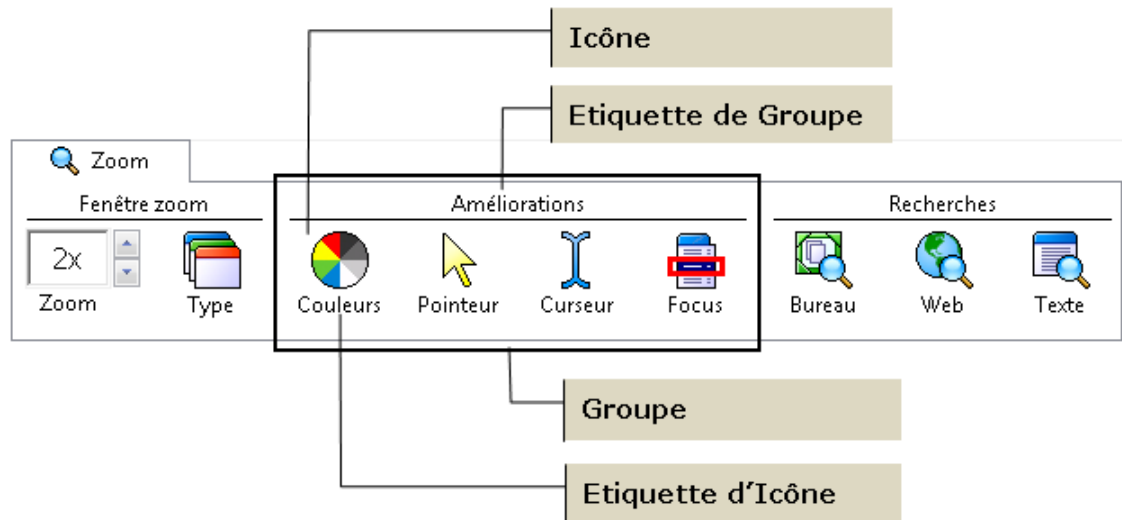 Icône
Etiquette de Groupe
Zoom
Fenêtre zoom
Améliorations
Recherches
2x
Zoom
Type
Couleurs
Pointeur
Curseur
Focus
Bureau
Web
Texte
Groupe
Etiquette d’Icône